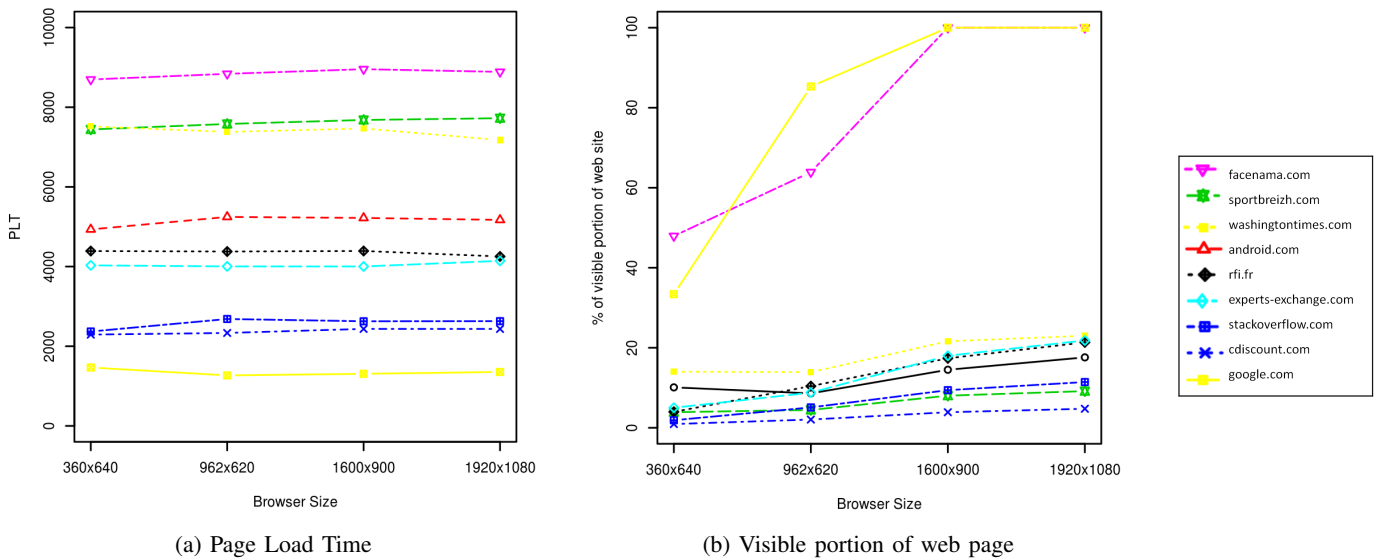 10000
8000
6000
4000
2000
0
PLT
360x640 962x620 1600x900 1920x1080
Browser Size
(a) Page Load Time
100
80
60
40
20
0
% of visible portion of web site
360x640 962x620 1600x900 1920x1080
Browser Size
(b) Visible portion of web page
facenama.com
sportbreizh.com
washingtontimes.com
android.com
rfi.fr
experts-exchange.com
stackoverflow.com
cdiscount.com
google.com